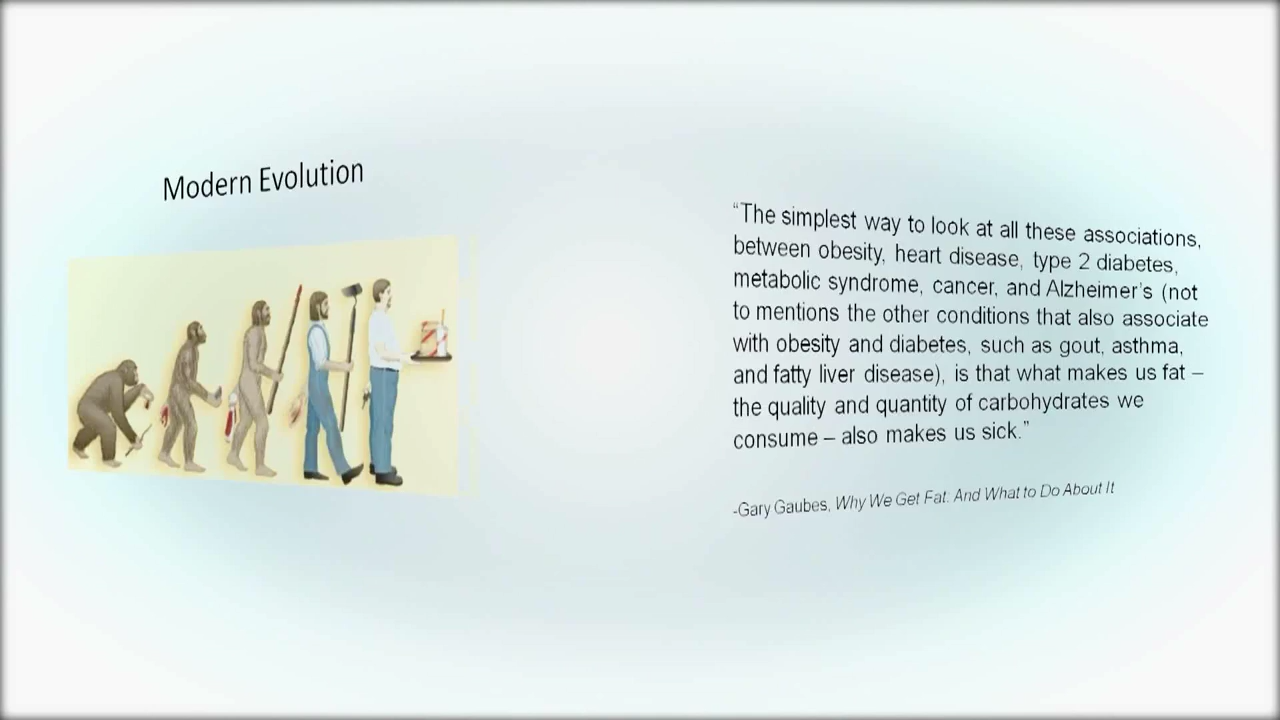 Modern Evolution
“The simplest way to look at all these associations,
between obesity, heart disease, type 2 diabetes,
metabolic syndrome, cancer, and Alzheimer’s (not
to mentions the other conditions that also associate
with obesity and diabetes, such as gout, asthma,
and fatty liver disease), is that what makes us fat –
the quality and quantity of carbohydrates we
consume – also makes us sick.”
-Gary Gaubes, Why We Get Fat: And What to Do About It